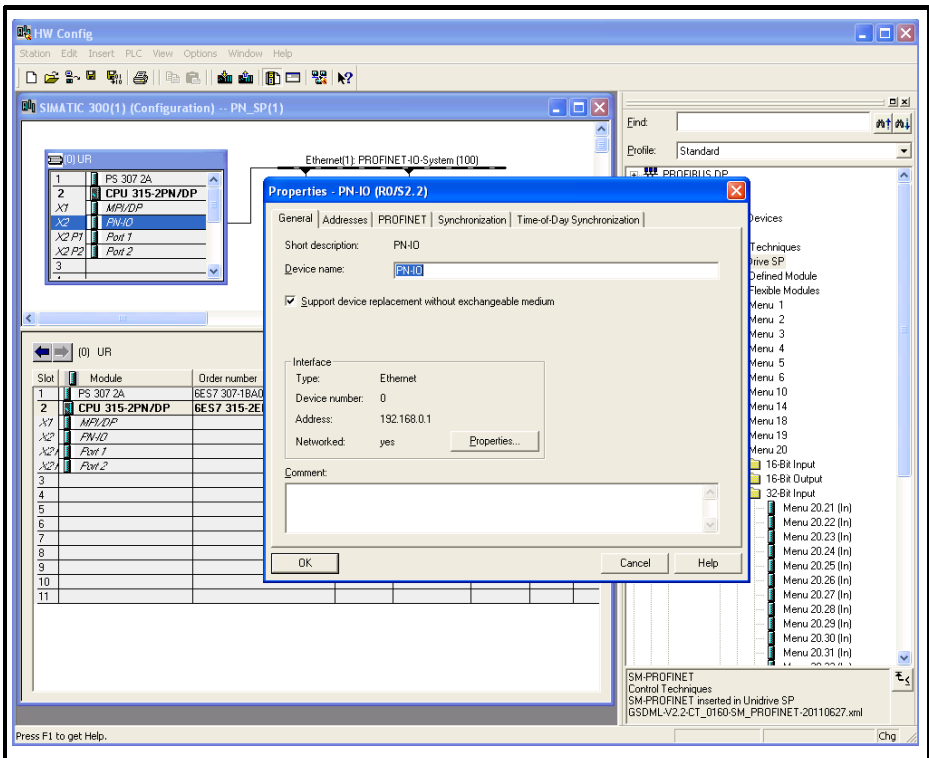 HW Config
Station Edit Insert PLC View Options Window Help
SIMATIC 300(1) (Configuration) -- PN_SP(1)
(0) UR
1 PS 307 2A
2 CPU 315-2PN/DP
X1 MPI/DP
X2 PN-IO
X2 P1 Port 1
X2 P2 Port 2
3
Ethernet(1): PROFINET-IO-System (100)
Properties - PN-IO (R0/S2.2)
General Addresses PROFINET Synchronization Time-of-Day Synchronization
Short description: PN-IO
Device name: PN-IO
Support device replacement without exchangeable medium
Interface
Type: Ethernet
Device number: 0
Address: 192.168.0.1
Networked: yes Properties...
Comment:
OK Cancel Help
(0) UR
Slot Module Order number
1 PS 307 2A 6ES7 307-1BA0
2 CPU 315-2PN/DP 6ES7 315-2E
X1 MPI/DP
X2 PN-IO
X2 Port 1
X2 Port 2
3
4
5
6
7
8
9
10
11
Find:
Profile: Standard
PROFIBUS DP
Devices
Techniques
Drive SP
Defined Module
Flexible Modules
Menu 1
Menu 2
Menu 3
Menu 4
Menu 5
Menu 6
Menu 10
Menu 14
Menu 18
Menu 19
Menu 20
16-Bit Input
16-Bit Output
32-Bit Input
Menu 20.21 (In)
Menu 20.22 (In)
Menu 20.23 (In)
Menu 20.24 (In)
Menu 20.25 (In)
Menu 20.26 (In)
Menu 20.27 (In)
Menu 20.28 (In)
Menu 20.29 (In)
Menu 20.30 (In)
Menu 20.31 (In)
SM-PROFINET
Control Techniques
SM-PROFINET inserted in Unidrive SP
GSDML-V2.2-CT_0160-SM_PROFINET-20110627.xml
Press F1 to get Help.
Chg